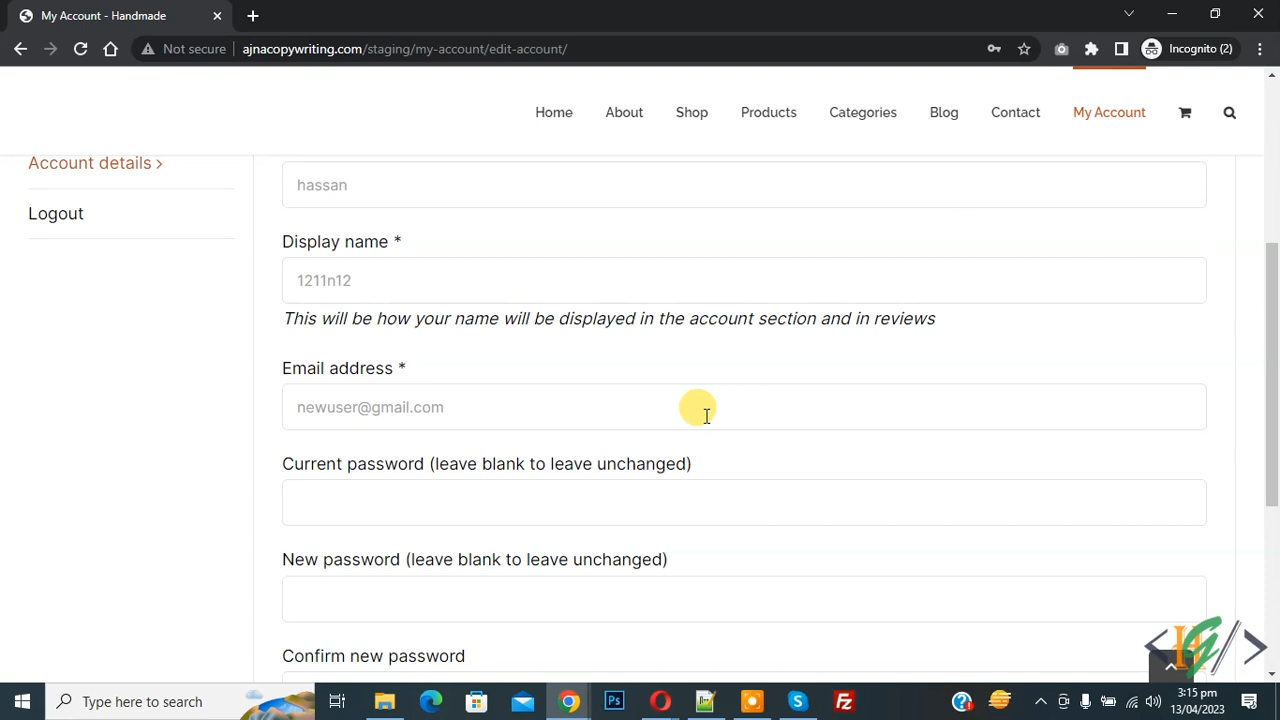 My Account - Handmade
Not secure
ajnacopywriting.com/staging/my-account/edit-account/
Incognito (2)
Home
About
Shop
Products
Categories
Blog
Contact
My Account
Account details >
Logout
hassan
Display name *
1211n12
This will be how your name will be displayed in the account section and in reviews
Email address *
newuser@gmail.com
Current password (leave blank to leave unchanged)
New password (leave blank to leave unchanged)
Confirm new password
Type here to search
Ps
Fz
3:15 pm
13/04/2023